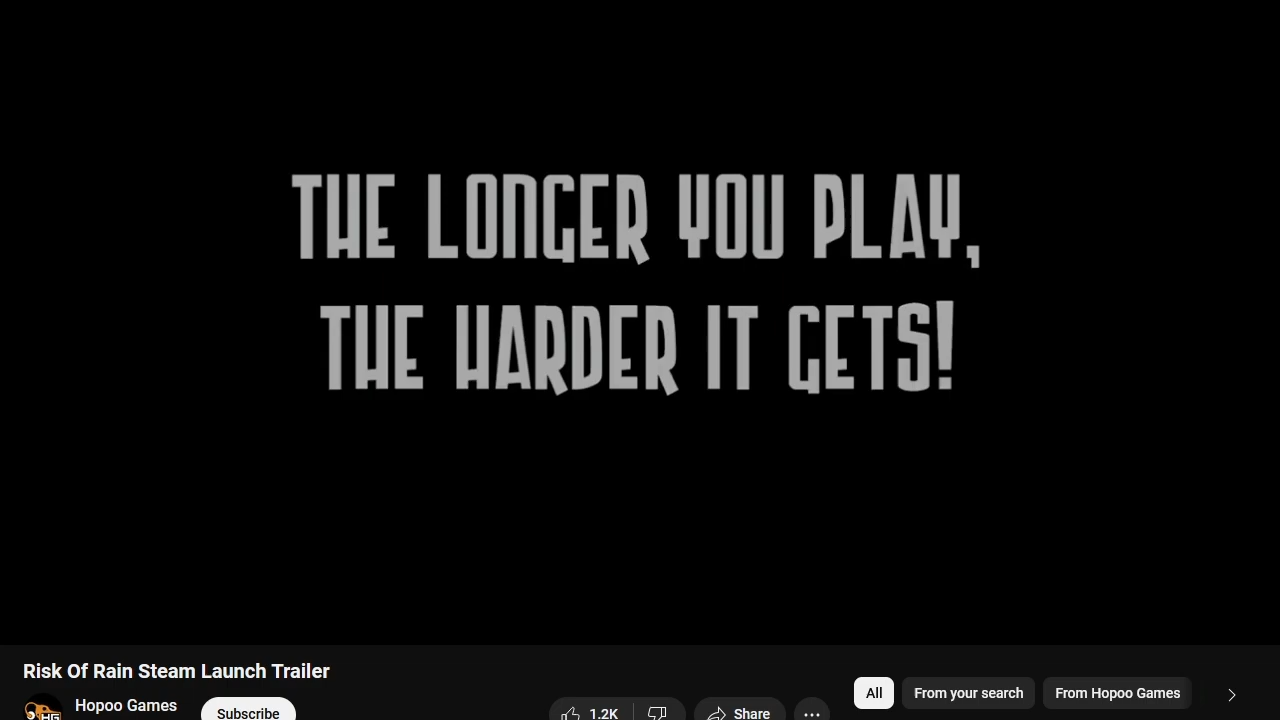 THE LONGER YOU PLAY,
THE HARDER IT GETS!
Risk Of Rain Steam Launch Trailer
Hopoo Games
Subscribe
1.2K
Share
All
From your search
From Hopoo Games
HG